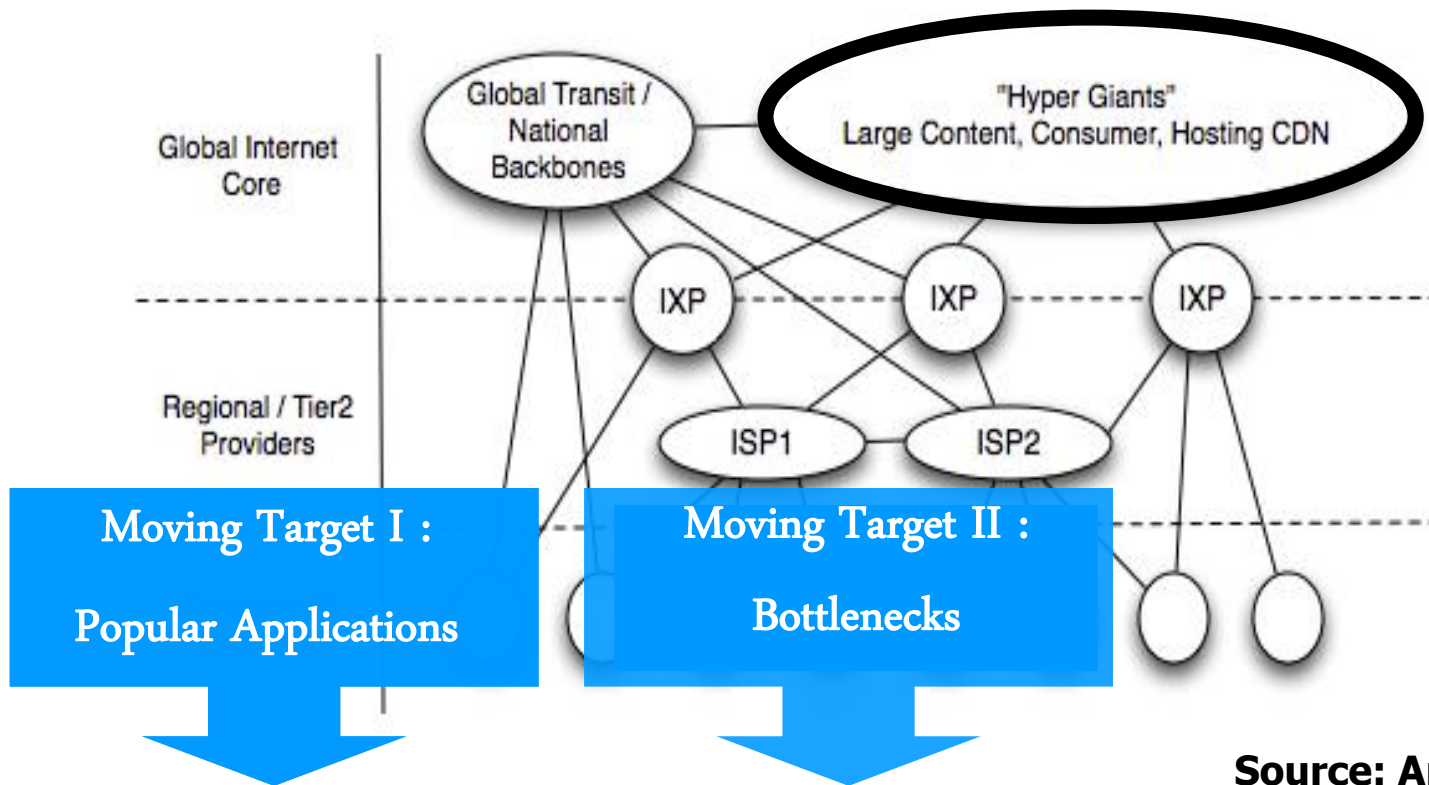 Global Transit /
National
Backbones
"Hyper Giants"
Large Content, Consumer, Hosting CDN
Global Internet
Core
IXP
IXP
IXP
Regional / Tier2
Providers
ISP1
ISP2
Moving Target I :
Popular Applications
Moving Target II :
Bottlenecks
Source: